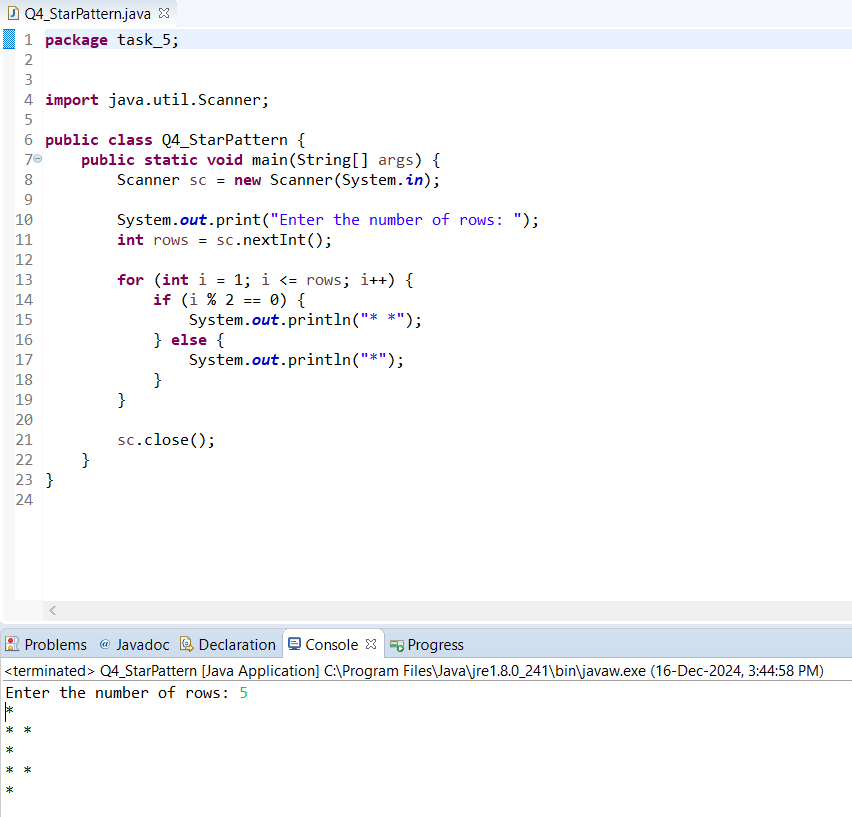 Q4_StarPattern.java
1 package task_5;
2
3
4 import java.util.Scanner;
5
6 public class Q4_StarPattern {
7     public static void main(String[] args) {
8         Scanner sc = new Scanner(System.in);
9
10         System.out.print("Enter the number of rows: ");
11         int rows = sc.nextInt();
12
13         for (int i = 1; i <= rows; i++) {
14             if (i % 2 == 0) {
15                 System.out.println("* *");
16             } else {
17                 System.out.println("*");
18             }
19         }
20
21         sc.close();
22     }
23 }
24
Problems @ Javadoc Declaration Console Progress
<terminated> Q4_StarPattern [Java Application] C:\Program Files\Java\jre1.8.0_241\bin\javaw.exe (16-Dec-2024, 3:44:58 PM)
Enter the number of rows: 5
*
* *
*
* *
*